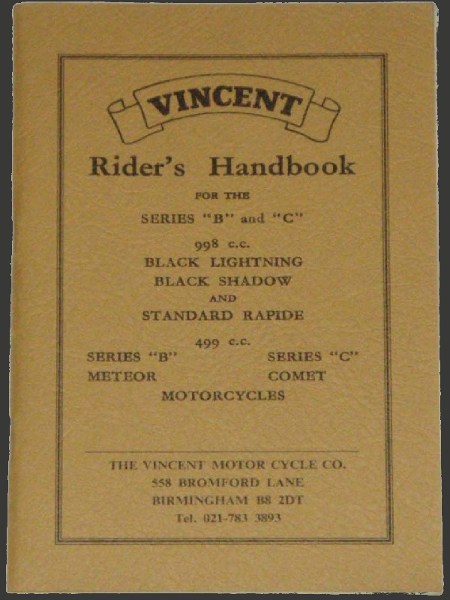 VINCENT
Rider's Handbook
FOR THE
SERIES "B" and "C"
998 c.c.
BLACK LIGHTNING
BLACK SHADOW
AND
STANDARD RAPIDE
499 c.c.
SERIES "B" SERIES "C"
METEOR COMET
MOTORCYCLES
THE VINCENT MOTOR CYCLE CO.
558 BROMFORD LANE
BIRMINGHAM B8 2DT
Tel. 021-783 3893